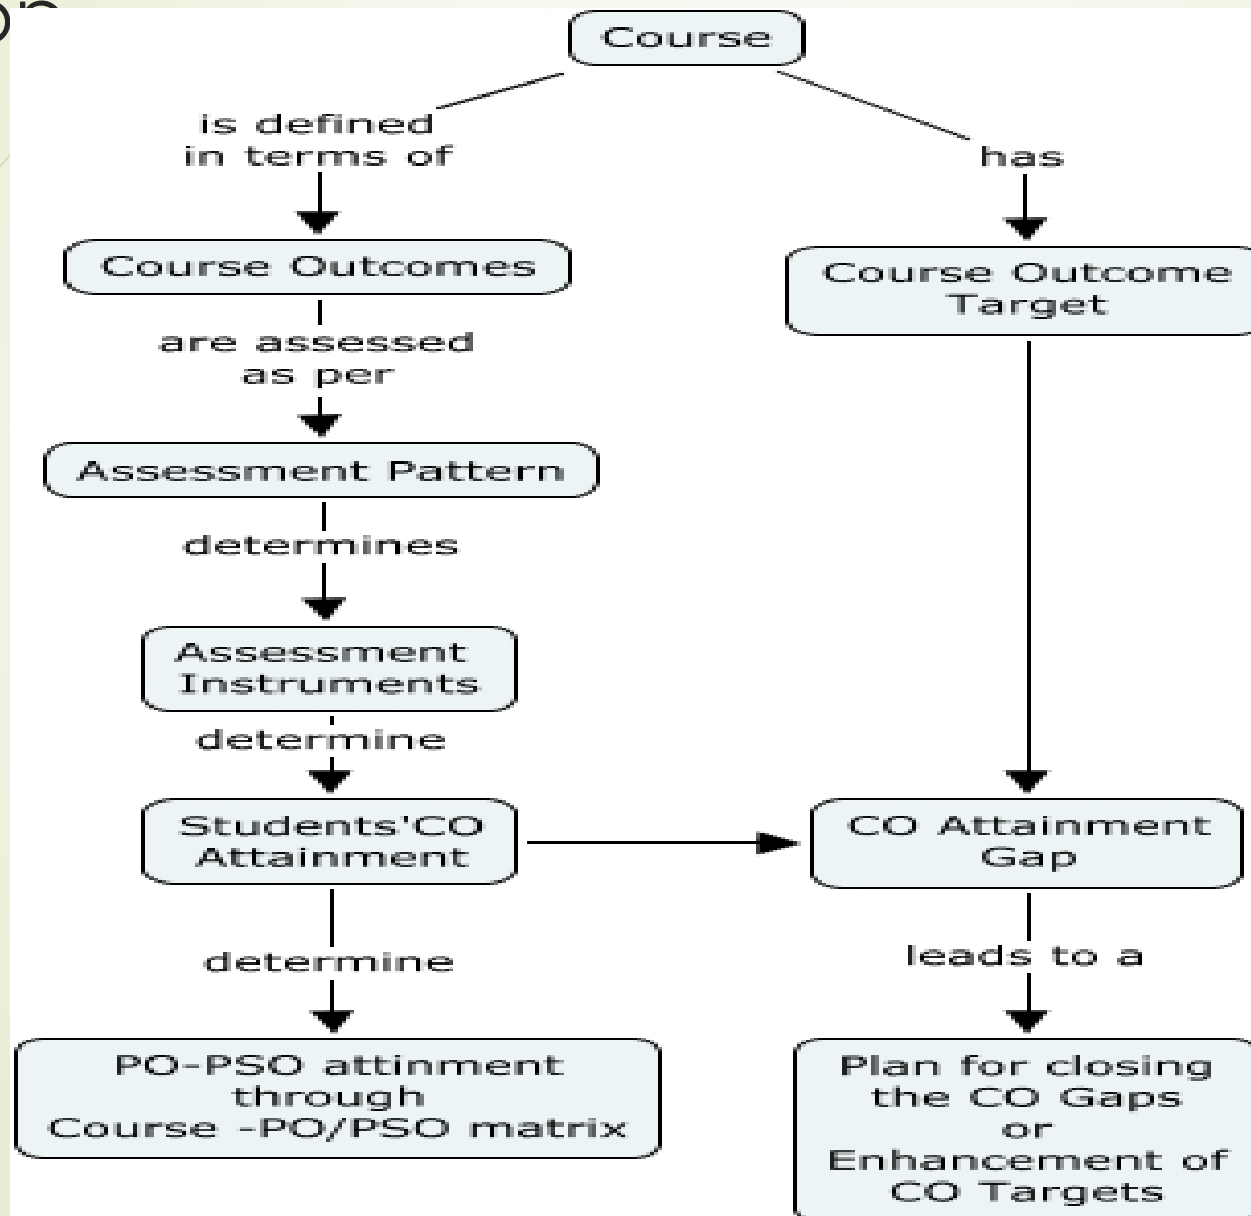 on
Course
is defined
in terms of
has
Course Outcomes
Course Outcome
Target
are assessed
as per
Assessment Pattern
determines
Assessment
Instruments
determine
Students'CO
Attainment
CO Attainment
Gap
determine
leads to a
PO-PSO attinment
through
Course -PO/PSO matrix
Plan for closing
the CO Gaps
or
Enhancement of
CO Targets